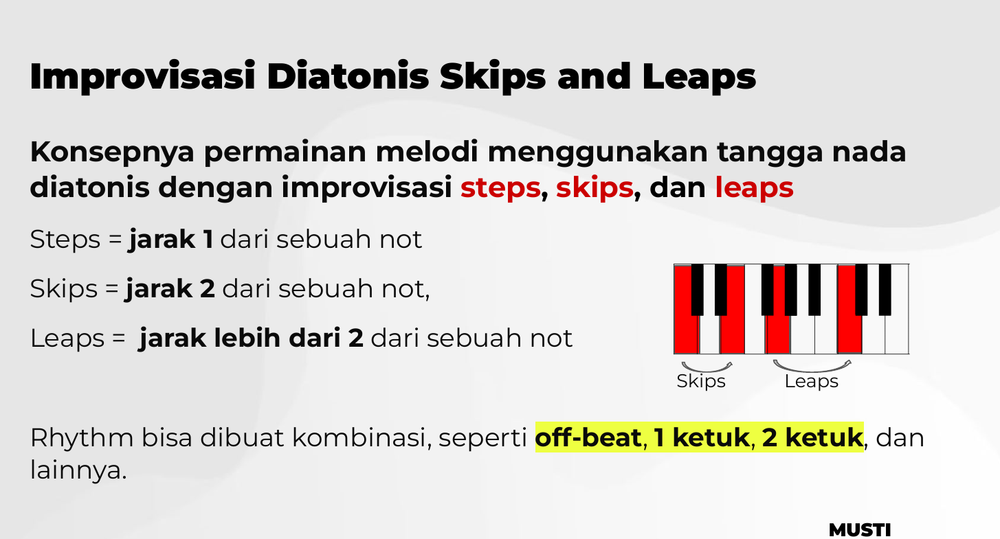 Improvisasi Diatonis Skips and Leaps
Konsepnya permainan melodi menggunakan tangga nada
diatonis dengan improvisasi steps, skips, dan leaps
Steps = jarak 1 dari sebuah not
Skips = jarak 2 dari sebuah not,
Leaps = jarak lebih dari 2 dari sebuah not
Skips
Leaps
Rhythm bisa dibuat kombinasi, seperti off-beat, 1 ketuk, 2 ketuk, dan
lainnya.
MUSTI